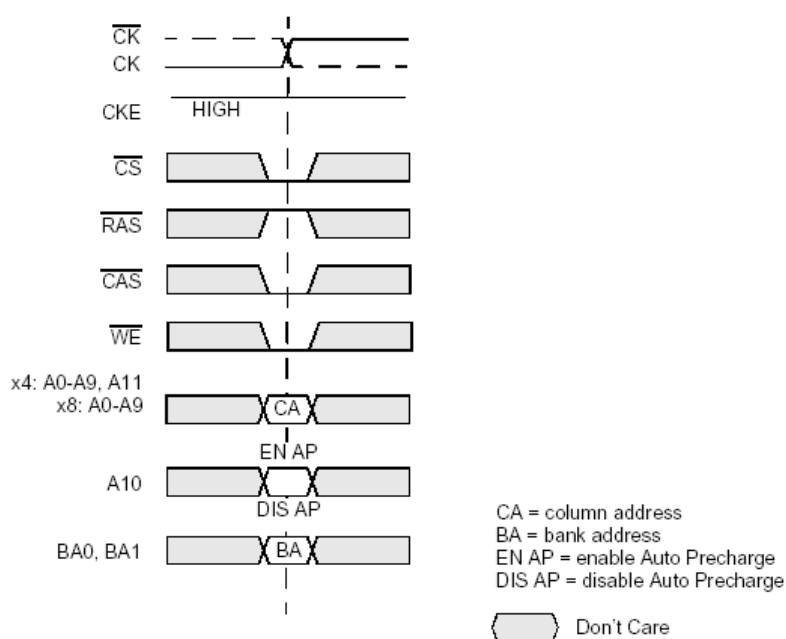 CK
CK
CKE
HIGH
CS
RAS
CAS
WE
x4: A0-A9, A11
x8: A0-A9
CA
EN AP
A10
DIS AP
BA0, BA1
BA
CA = column address
BA = bank address
EN AP = enable Auto Precharge
DIS AP = disable Auto Precharge
Don't Care